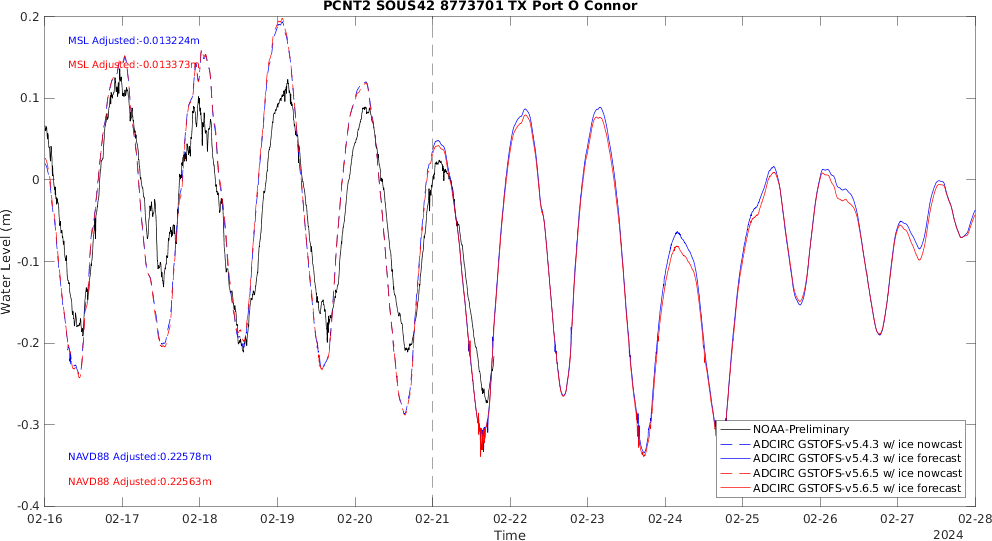 PCNT2 SOUS42 8773701 TX Port O Connor
MSL Adjusted:-0.013224m
MSL Adjusted:-0.013373m
NAVD88 Adjusted:0.22578m
NAVD88 Adjusted:0.22563m
Water Level (m)
0.2
0.1
0
-0.1
-0.2
-0.3
-0.4
NOAA-Preliminary
ADCIRC GSTOFS-v5.4.3 w/ ice nowcast
ADCIRC GSTOFS-v5.4.3 w/ ice forecast
ADCIRC GSTOFS-v5.6.5 w/ ice nowcast
ADCIRC GSTOFS-v5.6.5 w/ ice forecast
02-16 02-17 02-18 02-19 02-20 02-21 02-22 02-23 02-24 02-25 02-26 02-27 02-28
Time
2024